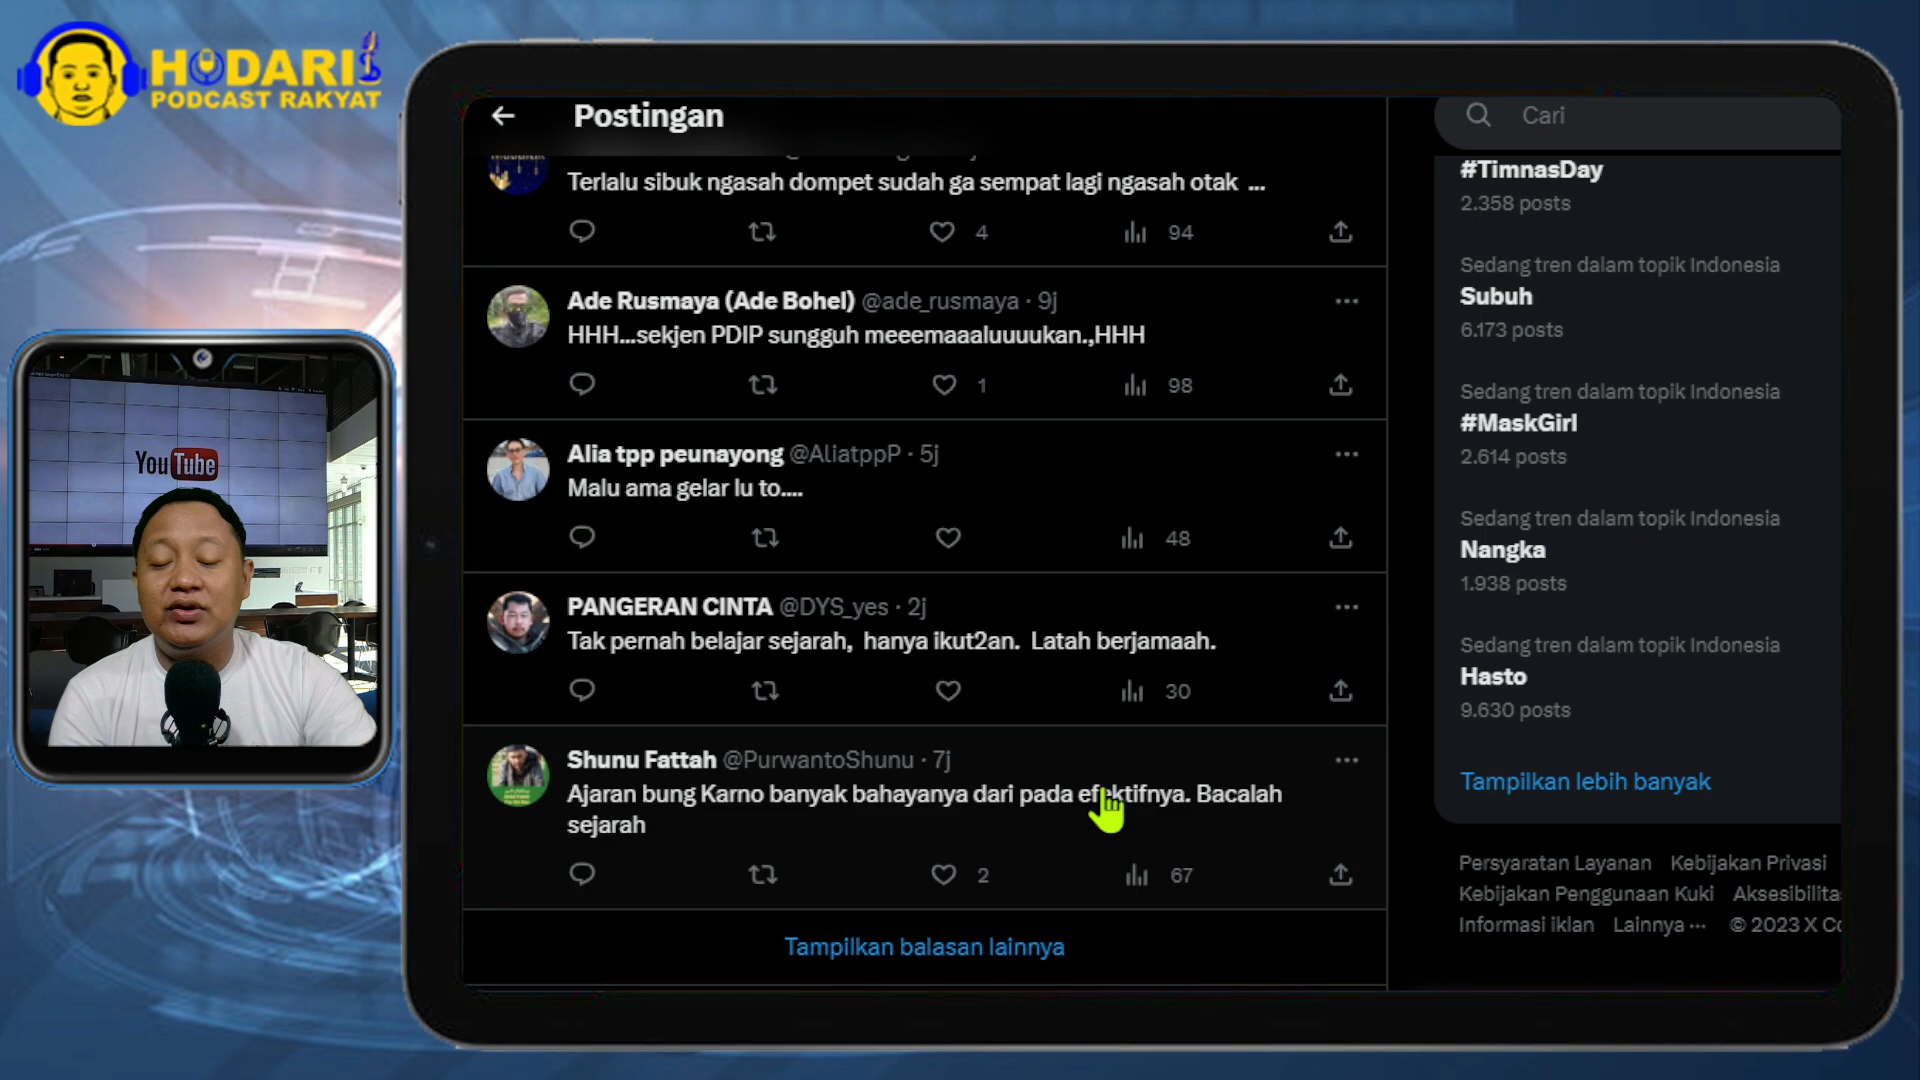 HODARI
PODCAST RAKYAT
YouTube
Postingan
Cari
Terlalu sibuk ngasah dompet sudah ga sempat lagi ngasah otak ...
4
94
Ade Rusmaya (Ade Bohel) @ade_rusmaya · 9j
HHH...sekjen PDIP sungguh meeemaaaluuuukan.,HHH
1
98
Alia tpp peunayong @AliatppP · 5j
Malu ama gelar lu to....
48
PANGERAN CINTA @DYS_yes · 2j
Tak pernah belajar sejarah, hanya ikut2an. Latah berjamaah.
30
Shunu Fattah @PurwantoShunu · 7j
Ajaran bung Karno banyak bahayanya dari pada efektifnya. Bacalah
sejarah
2
67
Tampilkan balasan lainnya
#TimnasDay
2.358 posts
Sedang tren dalam topik Indonesia
Subuh
6.173 posts
Sedang tren dalam topik Indonesia
#MaskGirl
2.614 posts
Sedang tren dalam topik Indonesia
Nangka
1.938 posts
Sedang tren dalam topik Indonesia
Hasto
9.630 posts
Tampilkan lebih banyak
Persyaratan Layanan Kebijakan Privasi
Kebijakan Penggunaan Kuki Aksesibilita
Informasi iklan Lainnya ··· © 2023 X Co